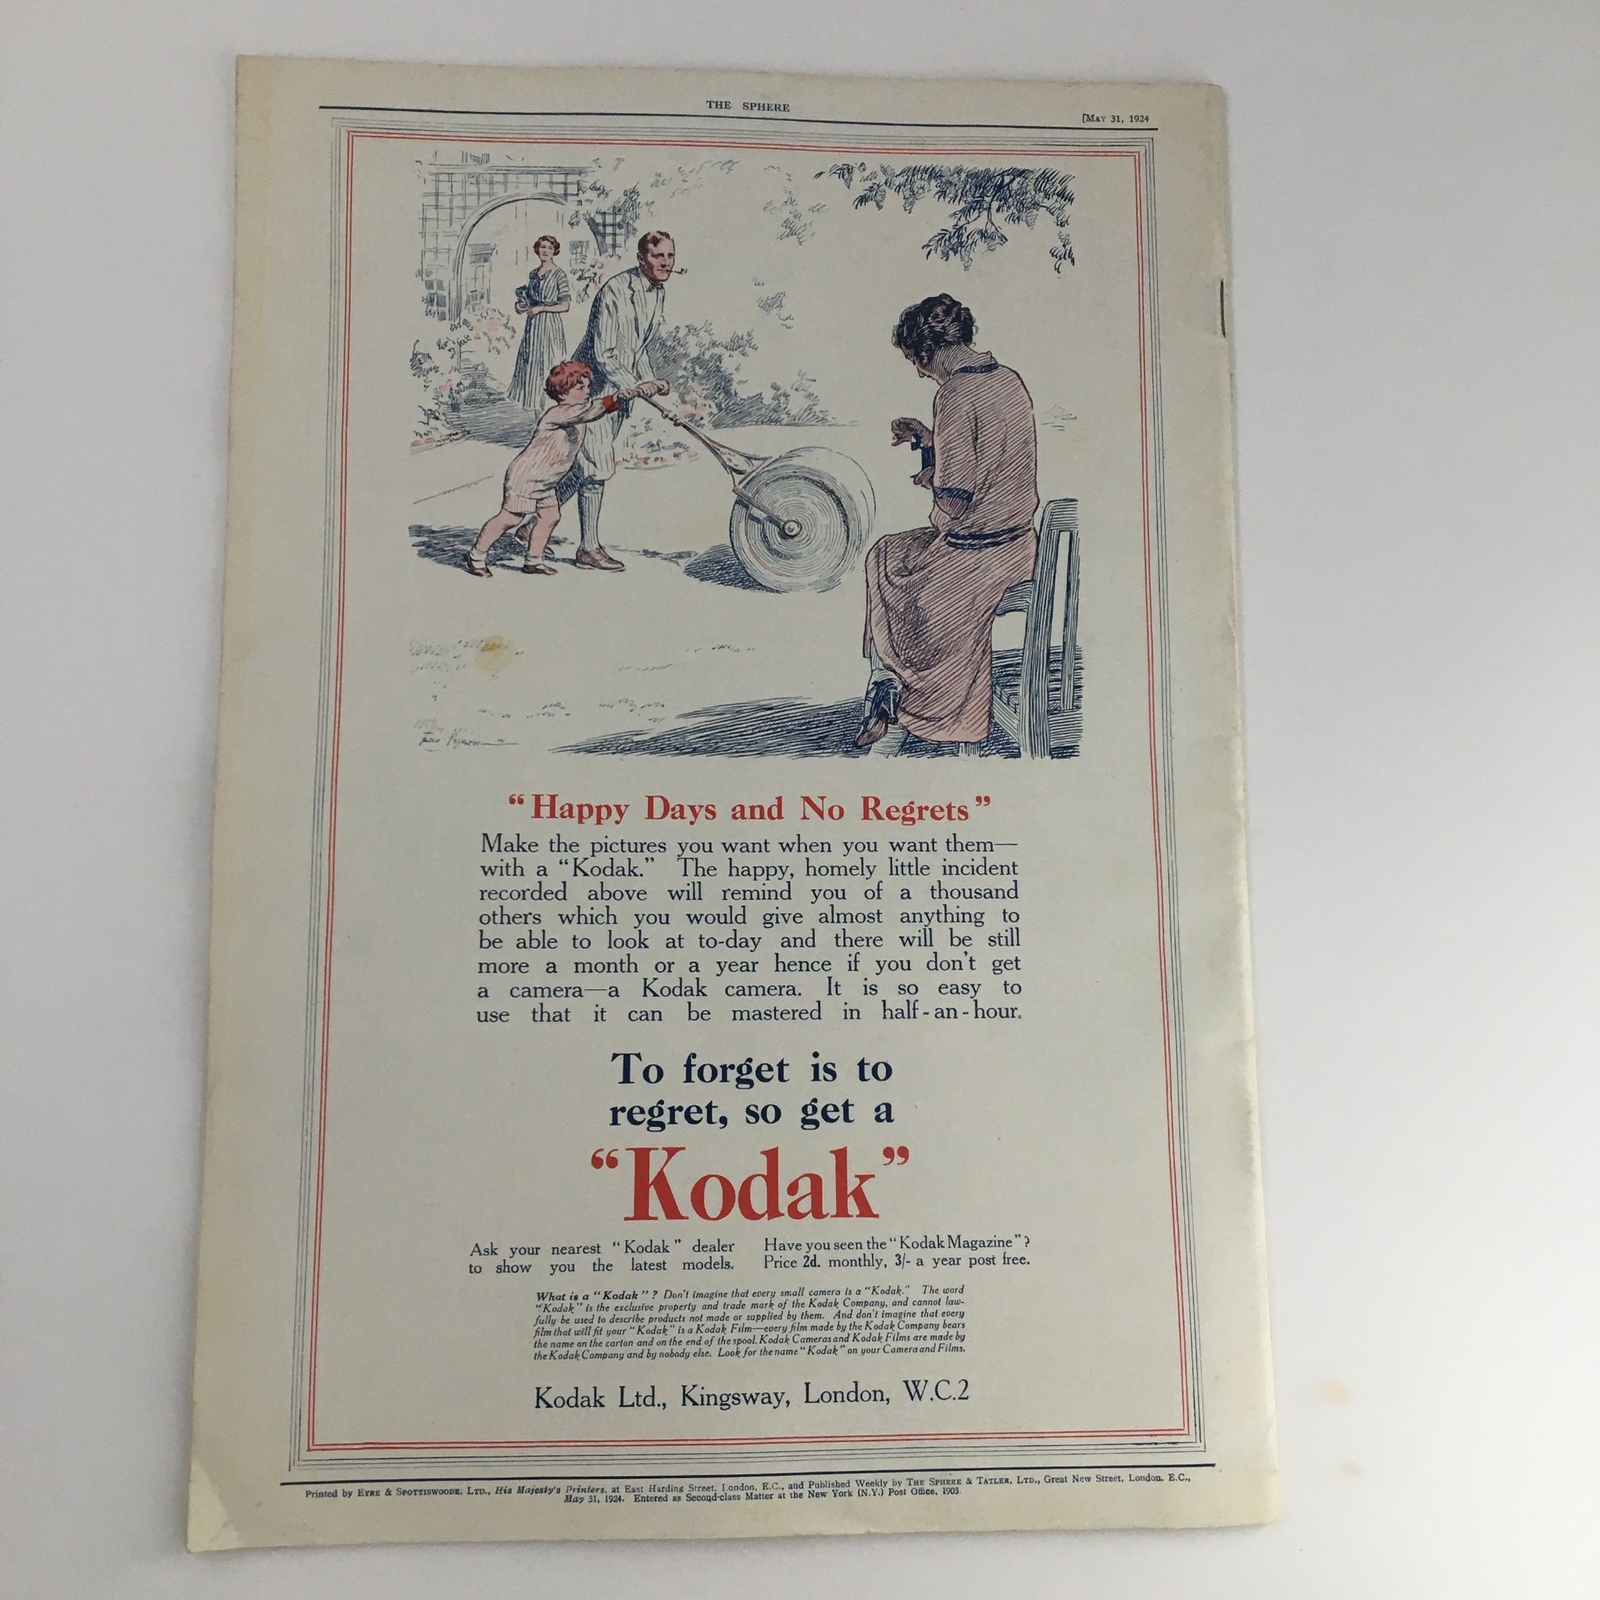 THE SPHERE
[MAY 31, 1924
"Happy Days and No Regrets"
Make the pictures you want when you want them—
with a "Kodak." The happy, homely little incident
recorded above will remind you of a thousand
others which you would give almost anything to
be able to look at to-day and there will be still
more a month or a year hence if you don't get
a camera—a Kodak camera. It is so easy to
use that it can be mastered in half-an-hour.
To forget is to
regret, so get a
"Kodak"
Ask your nearest "Kodak" dealer
to show you the latest models.
Have you seen the "Kodak Magazine"?
Price 2d. monthly, 3/- a year post free.
What is a "Kodak"? Don't imagine that every small camera is a "Kodak." The word
"Kodak" is the exclusive property and trade mark of the Kodak Company, and cannot law-
fully be used to describe products not made or supplied by them. And don't imagine that every
film that will fit your "Kodak" is a Kodak Film—every film made by the Kodak Company bears
the name on the carton and on the end of the spool. Kodak Cameras and Kodak Films are made by
the Kodak Company and by nobody else. Look for the name "Kodak" on your Camera and Films.
Kodak Ltd., Kingsway, London, W.C.2
Printed by EYRE & SPOTTISWOODE, LTD., His Majesty's Printers, at East Harding Street, London, E.C., and Published Weekly by THE SPHERE & TATLER, LTD., Great New Street, London, E.C.,
May 31, 1924. Entered as Second-class Matter at the New York (N.Y.) Post Office, 1903.